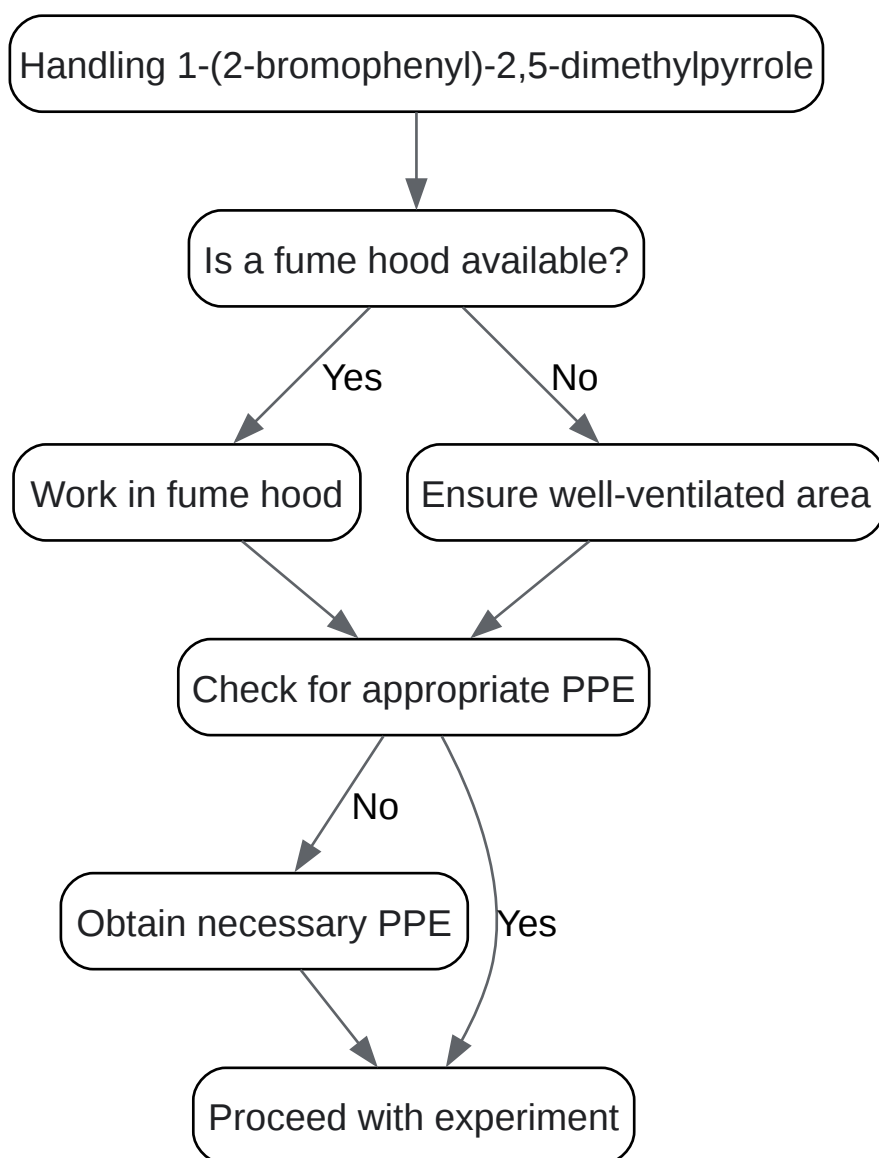 Handling 1-(2-bromophenyl)-2,5-dimethylpyrrole
Is a fume hood available?
Yes
No
Work in fume hood
Ensure well-ventilated area
Check for appropriate PPE
No
Obtain necessary PPE
Yes
Proceed with experiment